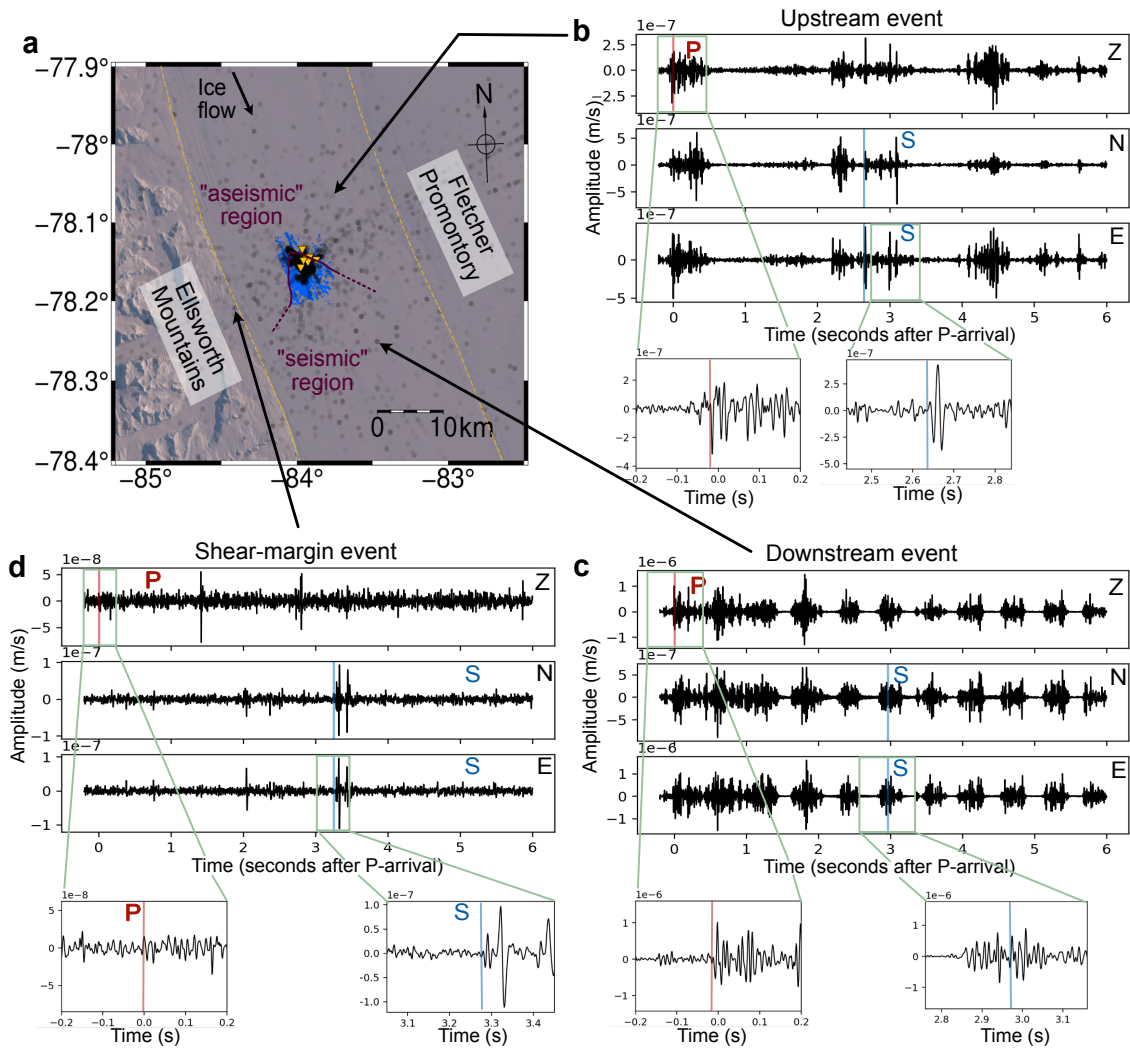 a
−77.9°
−78°
−78.1°
−78.2°
−78.3°
−78.4°
−85°
−84°
−83°
Ice
flow
N
"aseismic"
region
Fletcher
Promontory
Ellsworth
Mountains
"seismic"
region
0 10km
b
Upstream event
1e−7
2.5
0.0
−2.5
P
Z
1e−7
5
0
−5
S
N
1e−7
0
−5
S
E
Amplitude (m/s)
0 1 2 3 4 5 6
Time (seconds after P-arrival)
1e−7
2
0
−2
−4
−0.2 −0.1 0.0 0.1 0.2
Time (s)
1e−7
5.0
2.5
0.0
−2.5
−5.0
2.5 2.6 2.7 2.8
Time (s)
d
Shear-margin event
1e−8
5
0
−5
P
Z
1e−7
1
0
−1
S
N
1e−7
1
0
−1
S
E
Amplitude (m/s)
0 1 2 3 4 5 6
Time (seconds after P-arrival)
1e−8
5
0
−5
P
−0.2 −0.1 0.0 0.1 0.2
Time (s)
1e−7
1.0
0.5
0.0
−0.5
−1.0
S
3.1 3.2 3.3 3.4
Time (s)
c
Downstream event
1e−6
1
0
−1
P
Z
1e−7
5
0
−5
S
N
1e−6
1
0
−1
S
E
Amplitude (m/s)
0 1 2 3 4 5 6
Time (seconds after P-arrival)
1e−6
1
0
−1
−0.2 −0.1 0.0 0.1 0.2
Time (s)
1e−6
1
0
−1
2.8 2.9 3.0 3.1
Time (s)